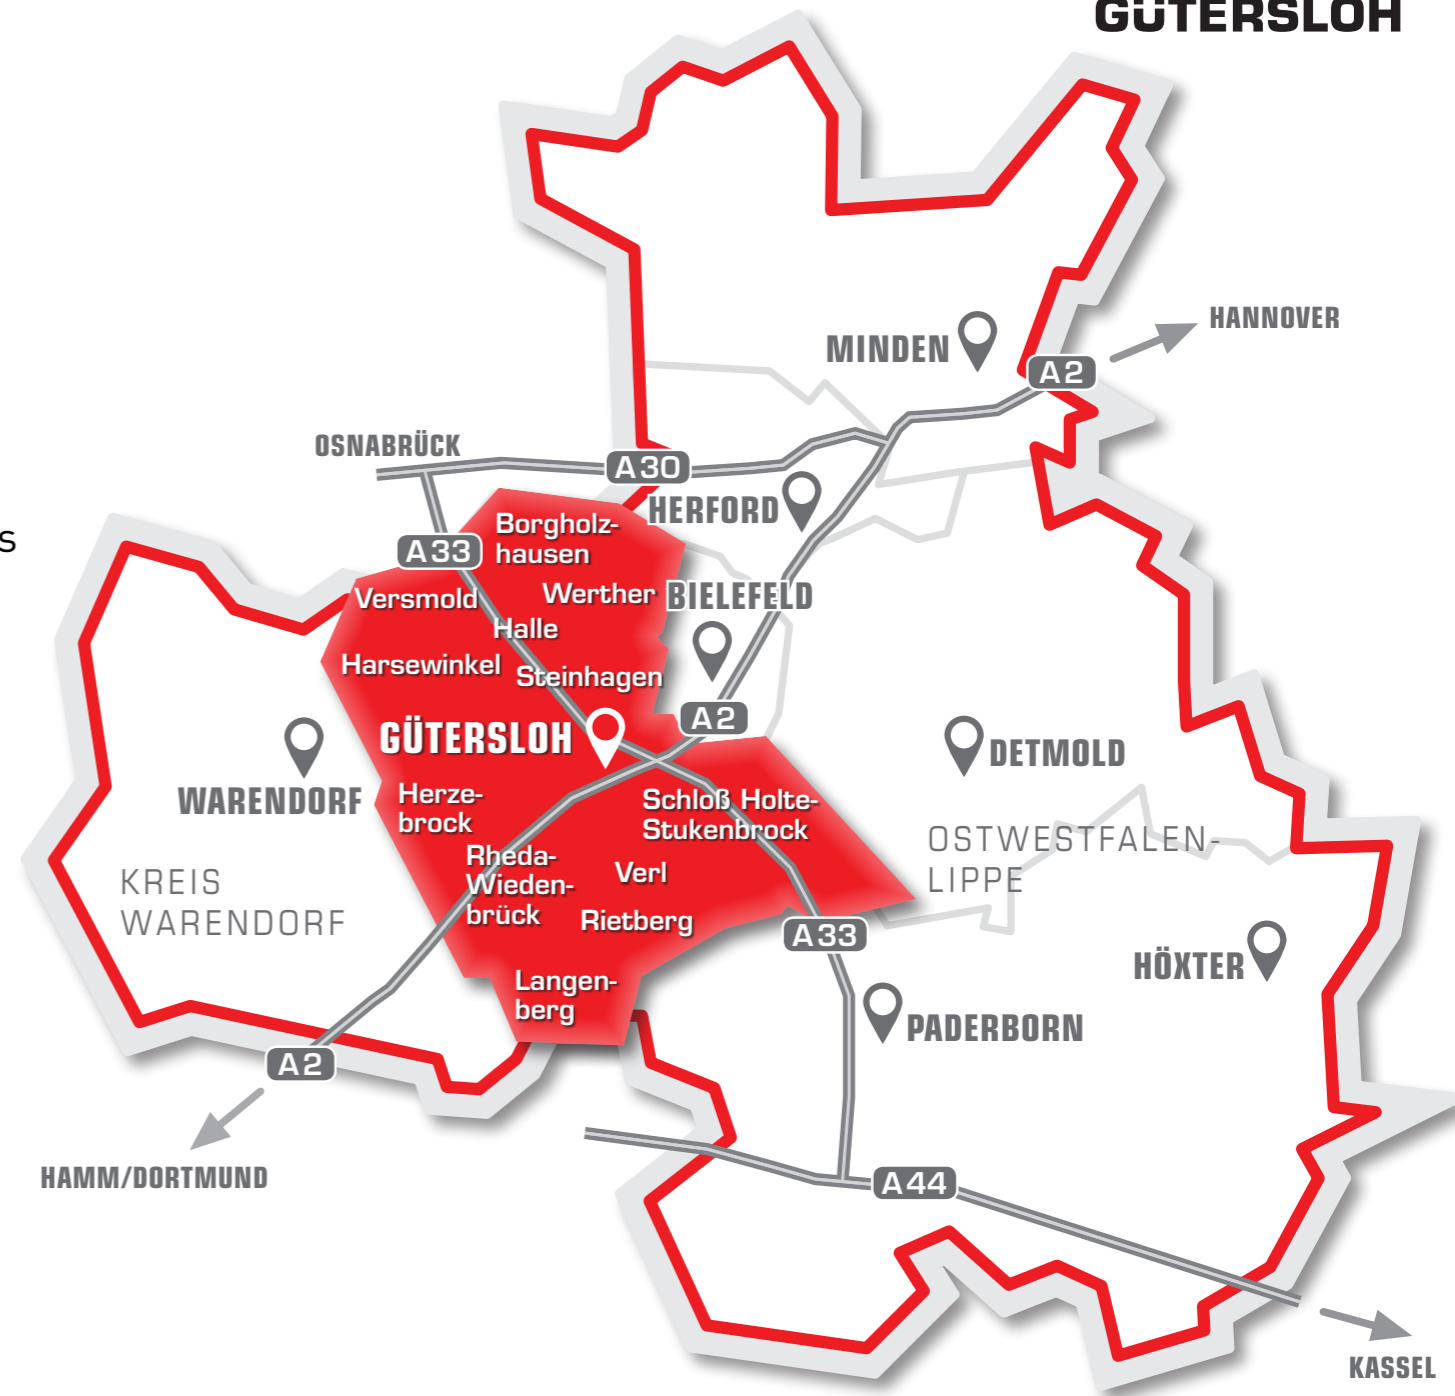 GÜTERSLOH
HANNOVER
MINDEN
A2
OSNABRÜCK
A30
HERFORD
Borgholz-
hausen
s
A33
Versmold
Werther
BIELEFELD
Halle
Harsewinkel
Steinhagen
A2
GÜTERSLOH
DETMOLD
WARENDORF
Herze-
brock
Schloß Holte-
Stukenbrock
OSTWESTFALEN-
LIPPE
Rheda-
Wieden-
brück
Verl
KREIS
WARENDORF
Rietberg
A33
HÖXTER
Langen-
berg
PADERBORN
A2
HAMM/DORTMUND
A44
KASSEL